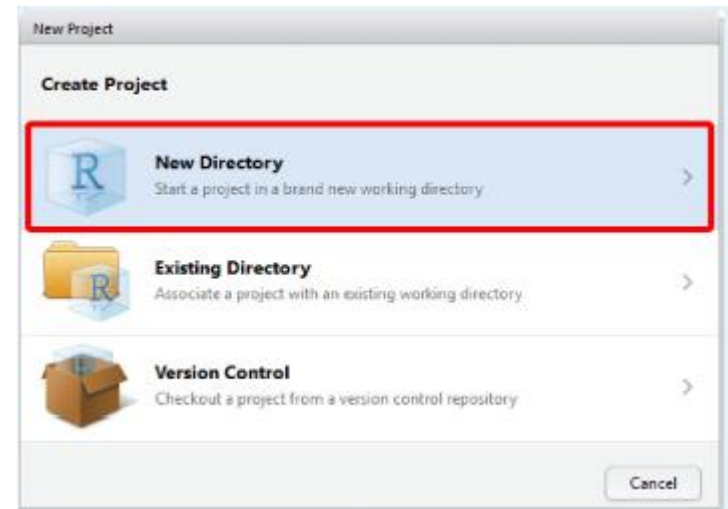 New Project
Create Project
R
New Directory
Start a project in a brand new working directory
R
Existing Directory
Associate a project with an existing working directory
Version Control
Checkout a project from a version control repository
Cancel